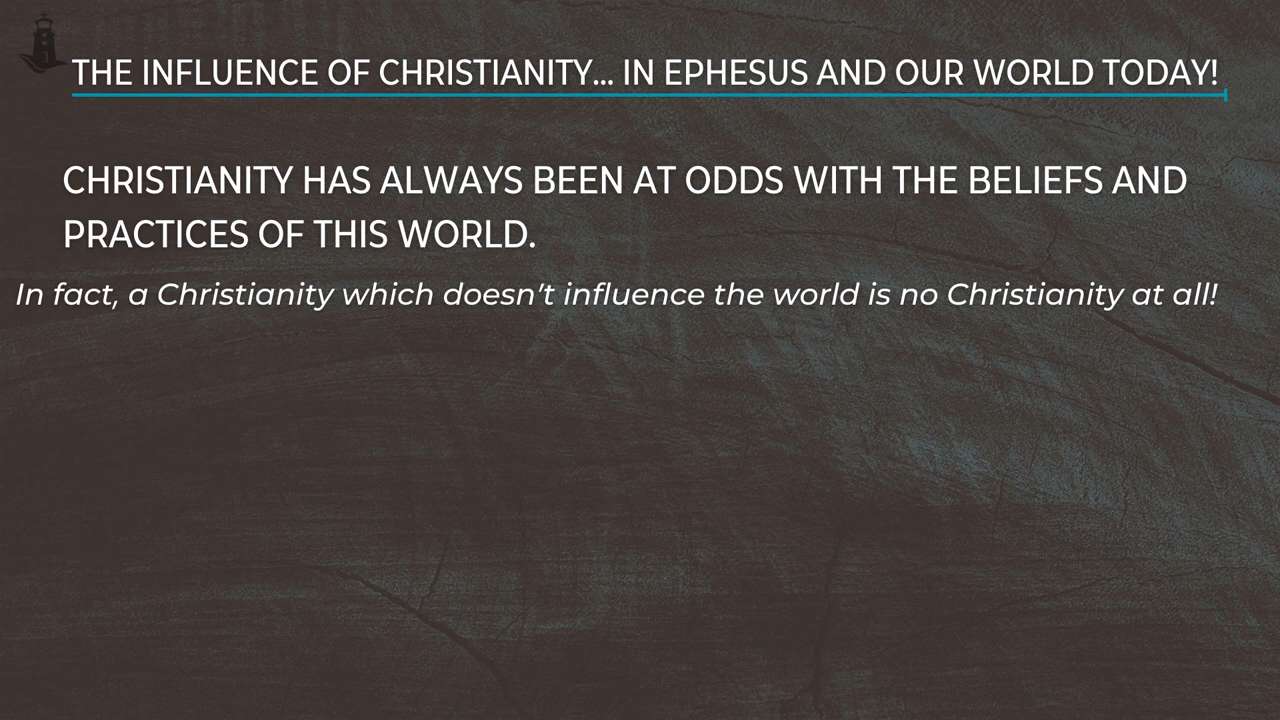 THE INFLUENCE OF CHRISTIANITY... IN EPHESUS AND OUR WORLD TODAY!
CHRISTIANITY HAS ALWAYS BEEN AT ODDS WITH THE BELIEFS AND
PRACTICES OF THIS WORLD.
In fact, a Christianity which doesn't influence the world is no Christianity at all!